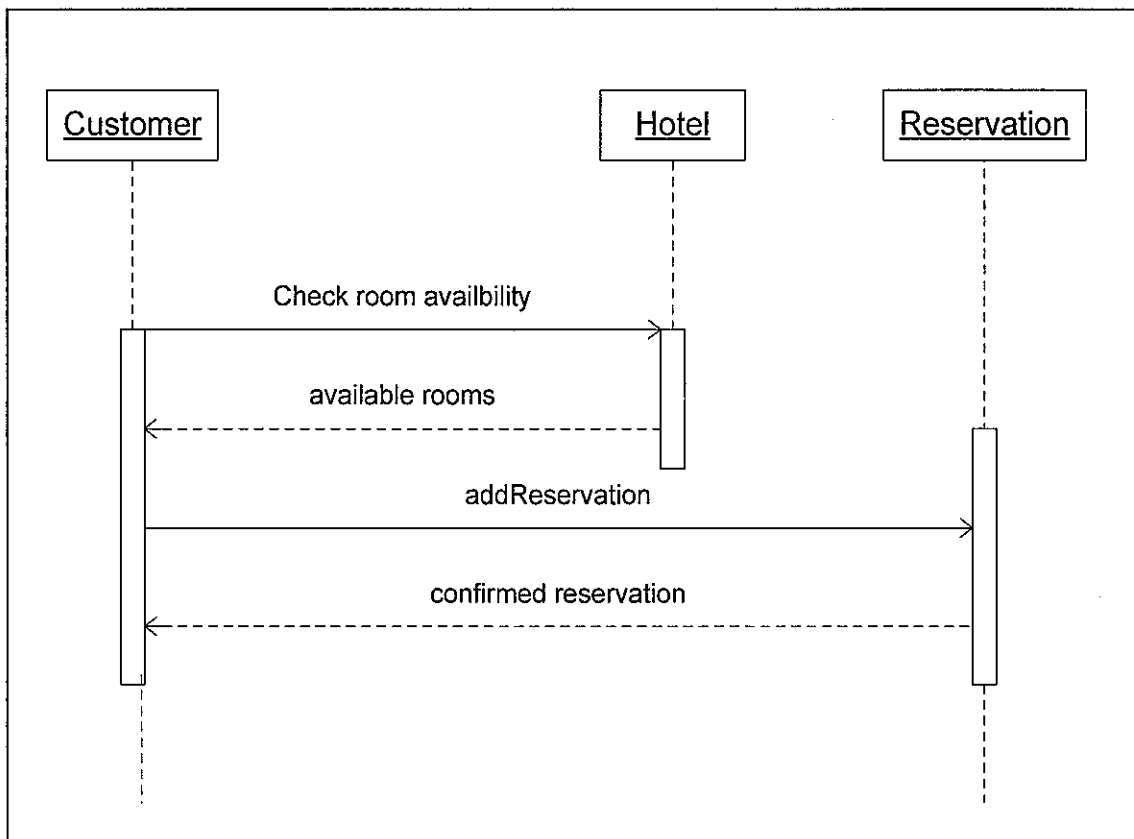 Customer
Hotel
Reservation
Check room availbility
available rooms
addReservation
confirmed reservation